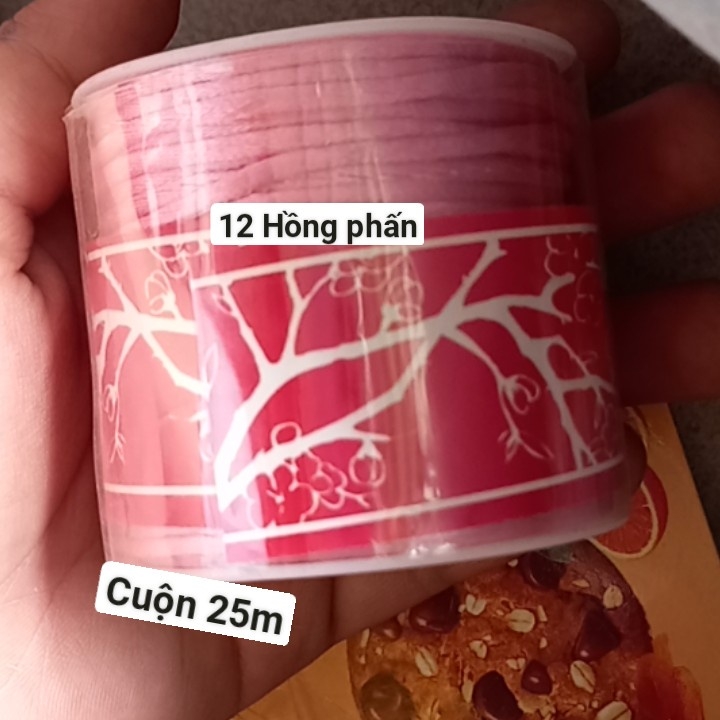 12 Hồng phấn
Cuộn 25m